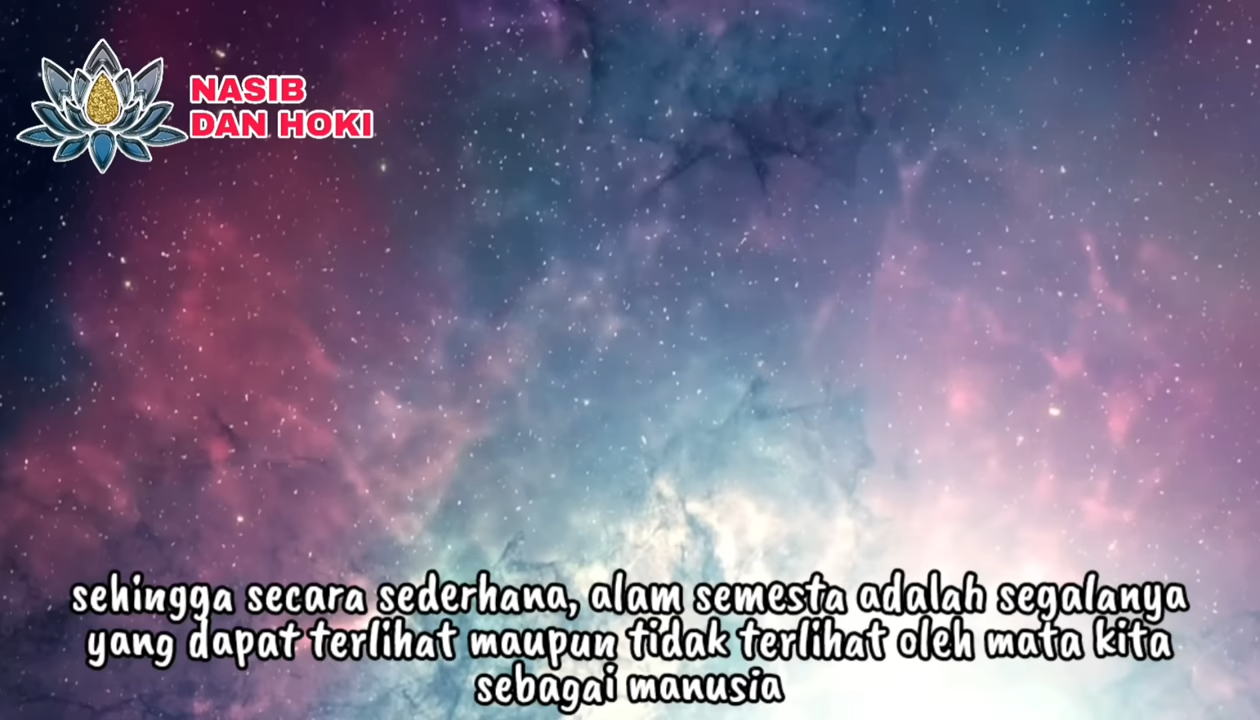 NASIB
DAN HOKI
sehingga secara sederhana, alam semesta adalah segalanya
yang dapat terlihat maupun tidak terlihat oleh mata kita
sebagai manusia